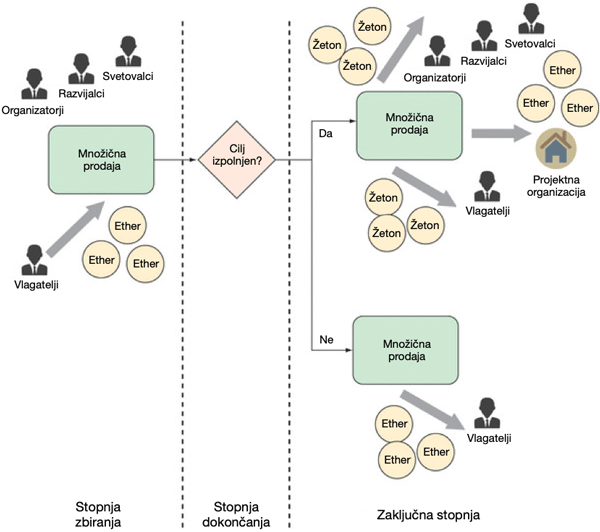 Organizatorji
Razvijalci
Svetovalci
Množična
prodaja
Vlagatelji
Ether
Ether
Ether
Cilj
izpolnjen?
Da
Ne
Žeton
Žeton
Žeton
Organizatorji
Razvijalci
Svetovalci
Množična
prodaja
Ether
Ether
Ether
Projektna
organizacija
Žeton
Žeton
Žeton
Vlagatelji
Množična
prodaja
Ether
Ether
Ether
Vlagatelji
Stopnja
zbiranja
Stopnja
dokončanja
Zaključna stopnja